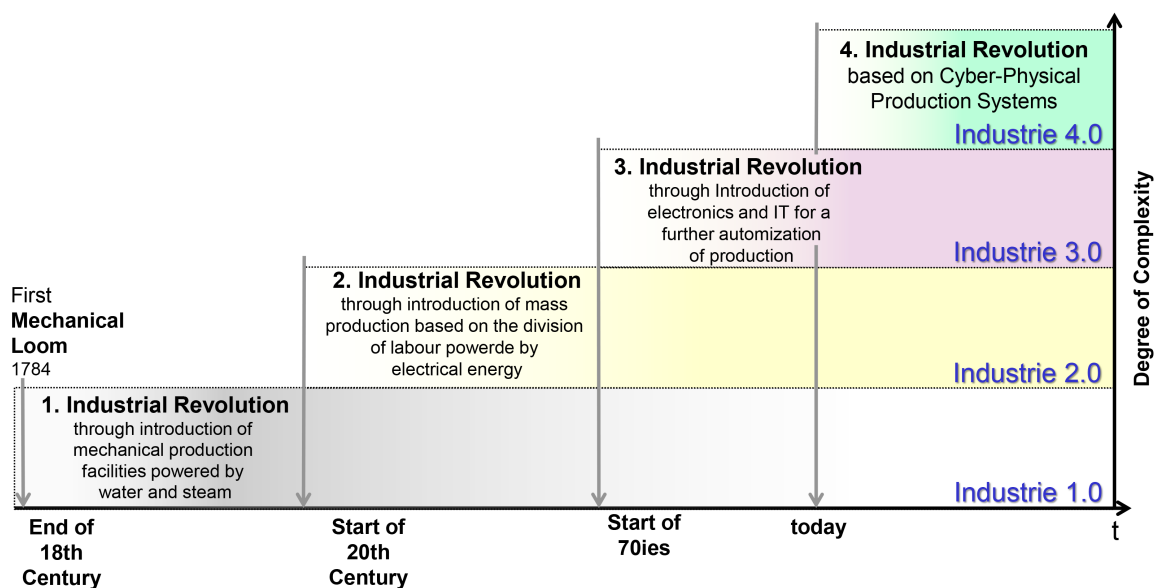 4. Industrial Revolution
based on Cyber-Physical
Production Systems
Industrie 4.0
3. Industrial Revolution
through Introduction of
electronics and IT for a
further automization
of production
Industrie 3.0
2. Industrial Revolution
through introduction of mass
production based on the division
of labour powerde by
electrical energy
Industrie 2.0
First
Mechanical
Loom
1784
1. Industrial Revolution
through introduction of
mechanical production
facilities powered by
water and steam
Industrie 1.0
Degree of Complexity
End of
18th
Century
Start of
20th
Century
Start of
70ies
today
t